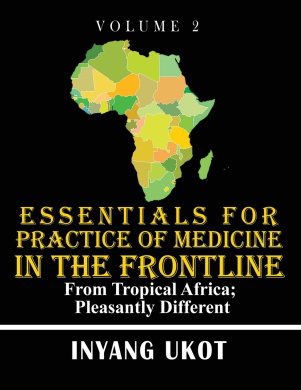 VOLUME 2
ESSENTIALS FOR
PRACTICE OF MEDICINE
IN THE FRONTLINE
From Tropical Africa;
Pleasantly Different
INYANG UKOT